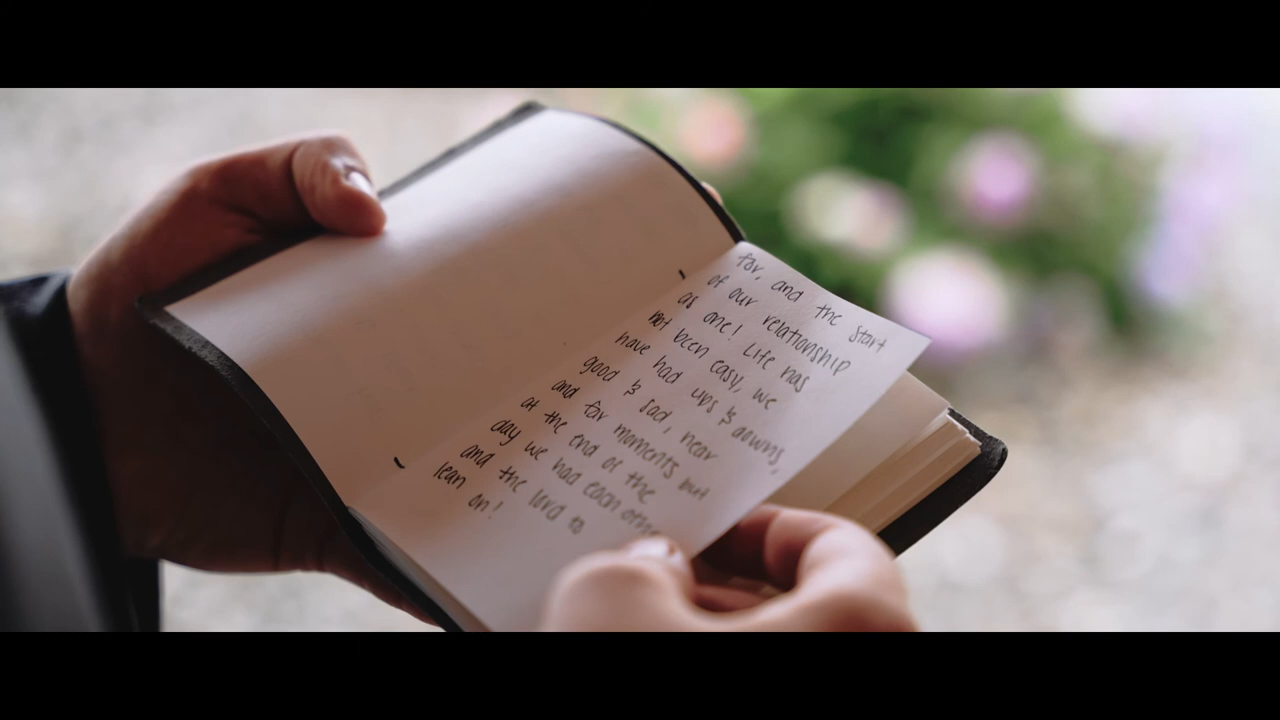 for, and the start
of our relationship
as one! Life has
not been easy, we
have had ups & downs,
good & sad, near
and far moments but
at the end of the
day we had each other
and the lord to
lean on!